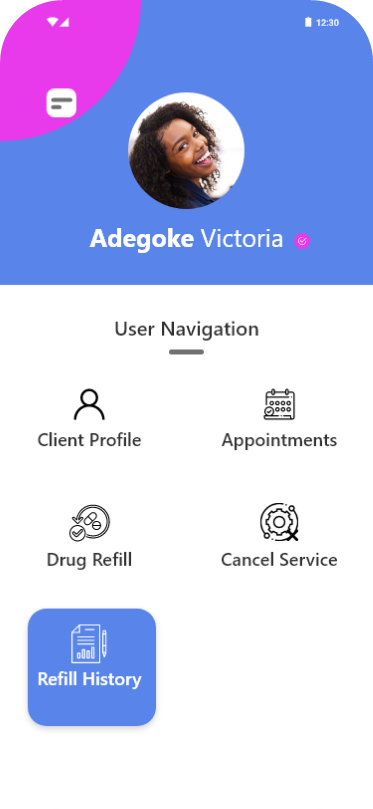 12:30
Adegoke Victoria
User Navigation
Client Profile
Appointments
Drug Refill
Cancel Service
Refill History